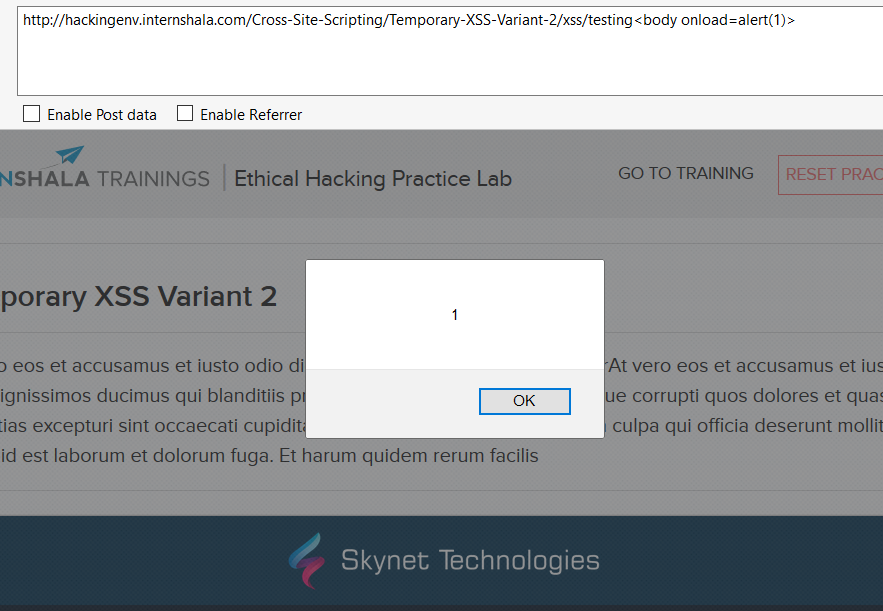 http://hackingenv.internshala.com/Cross-Site-Scripting/Temporary-XSS-Variant-2/xss/testing<body onload=alert(1)>
Enable Post data Enable Referrer
NSHALA TRAININGS Ethical Hacking Practice Lab GO TO TRAINING RESET PRAC
porary XSS Variant 2
1
o eos et accusamus et iusto odio di rAt vero eos et accusamus et ius
ignissimos ducimus qui blanditiis pr ue corrupti quos dolores et quas
tias excepturi sint occaecati cupidita culpa qui officia deserunt mollit
id est laborum et dolorum fuga. Et harum quidem rerum facilis
OK
Skynet Technologies